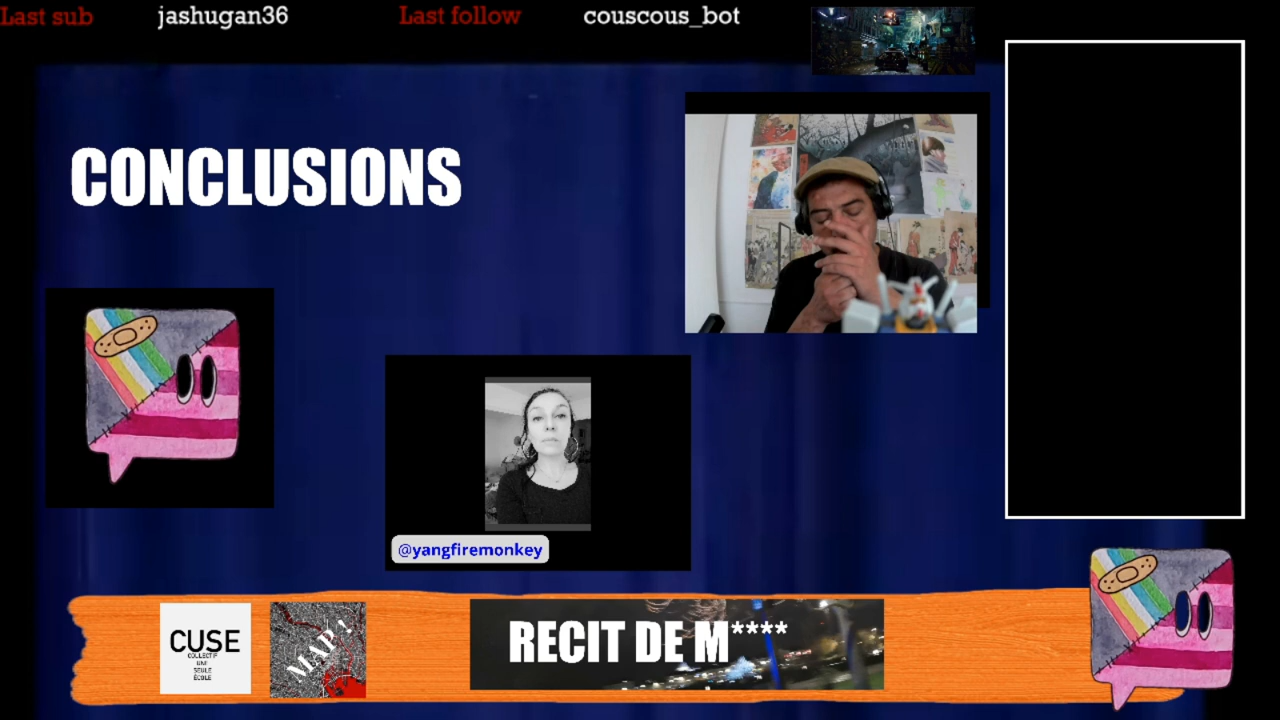 Last sub jashugan36 Last follow couscous_bot
CONCLUSIONS
@yangfiremonkey
CUSE
COLLECTIF
UNE
SEULE
ÉCOLE
MAP !
RECIT DE M****